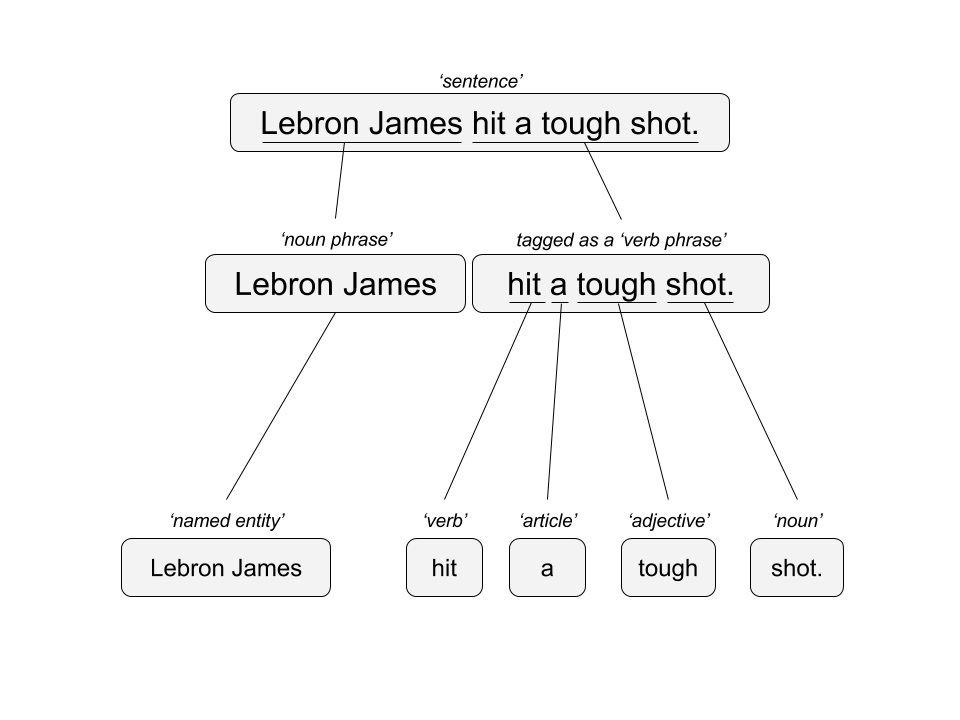 ‘sentence’
Lebron James hit a tough shot.
‘noun phrase’
tagged as a ‘verb phrase’
Lebron James
hit a tough shot.
‘named entity’
‘verb’
‘article’
‘adjective’
‘noun’
Lebron James
hit
a
tough
shot.